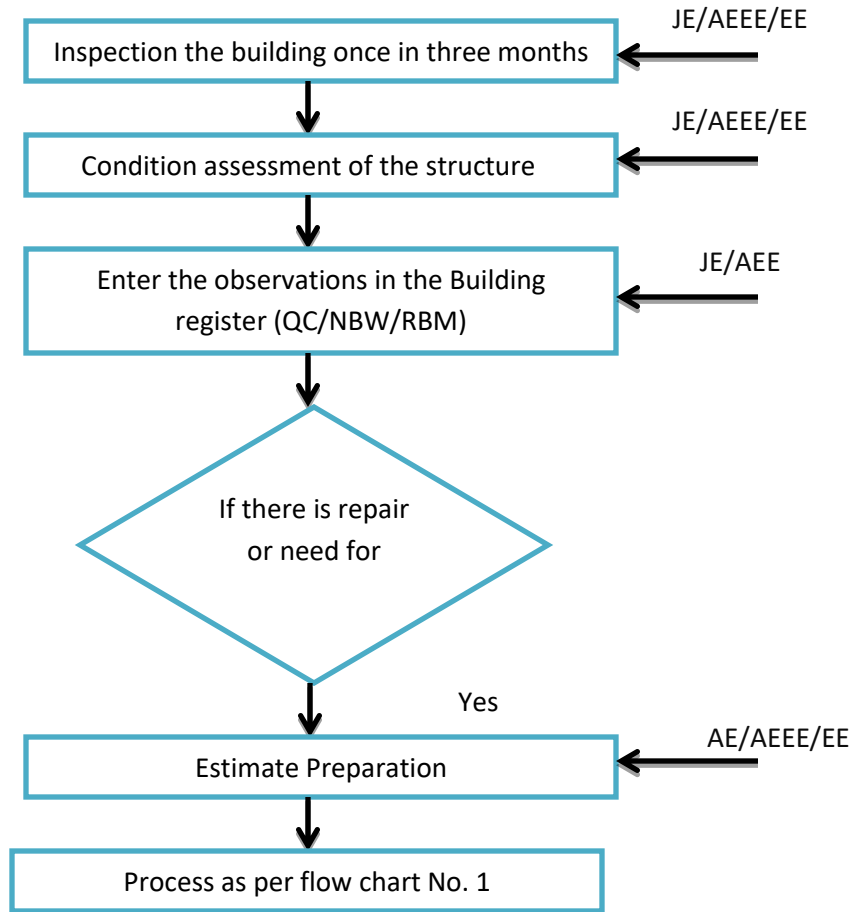 JE/AEEE/EE
Inspection the building once in three months
JE/AEEE/EE
Condition assessment of the structure
JE/AEE
Enter the observations in the Building
register (QC/NBW/RBM)
If there is repair
or need for
Yes
AE/AEEE/EE
Estimate Preparation
Process as per flow chart No. 1